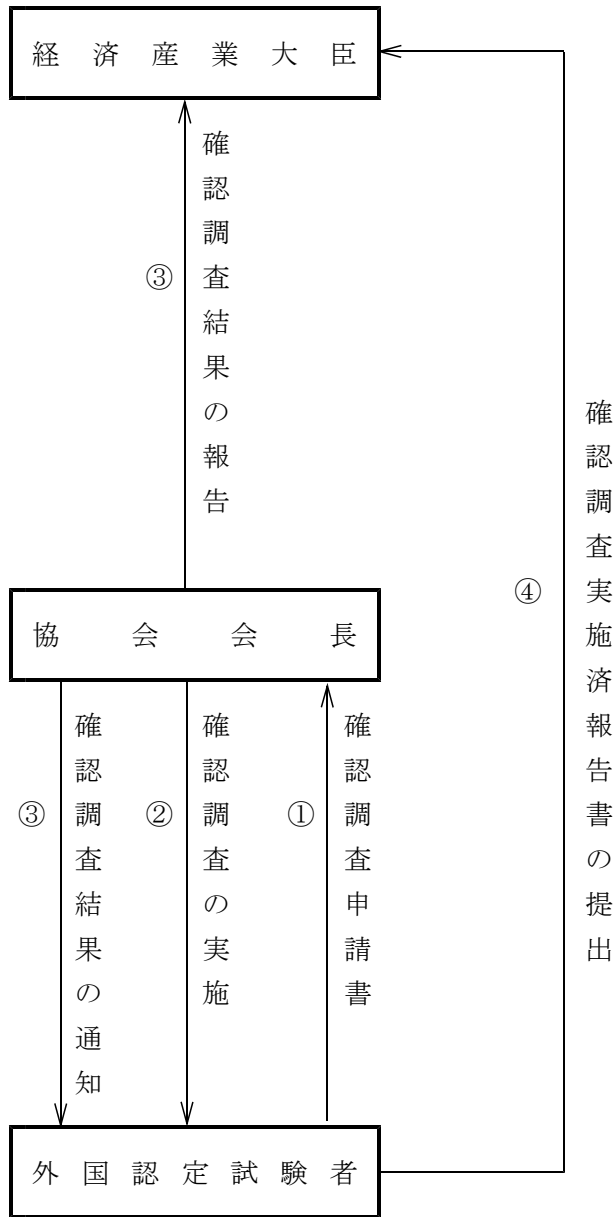 経済産業大臣
③
確認調査結果の報告
④
確認調査実施済報告書の提出
協会会長
③
確認調査結果の通知
②
確認調査の実施
①
確認調査申請書
外国認定試験者